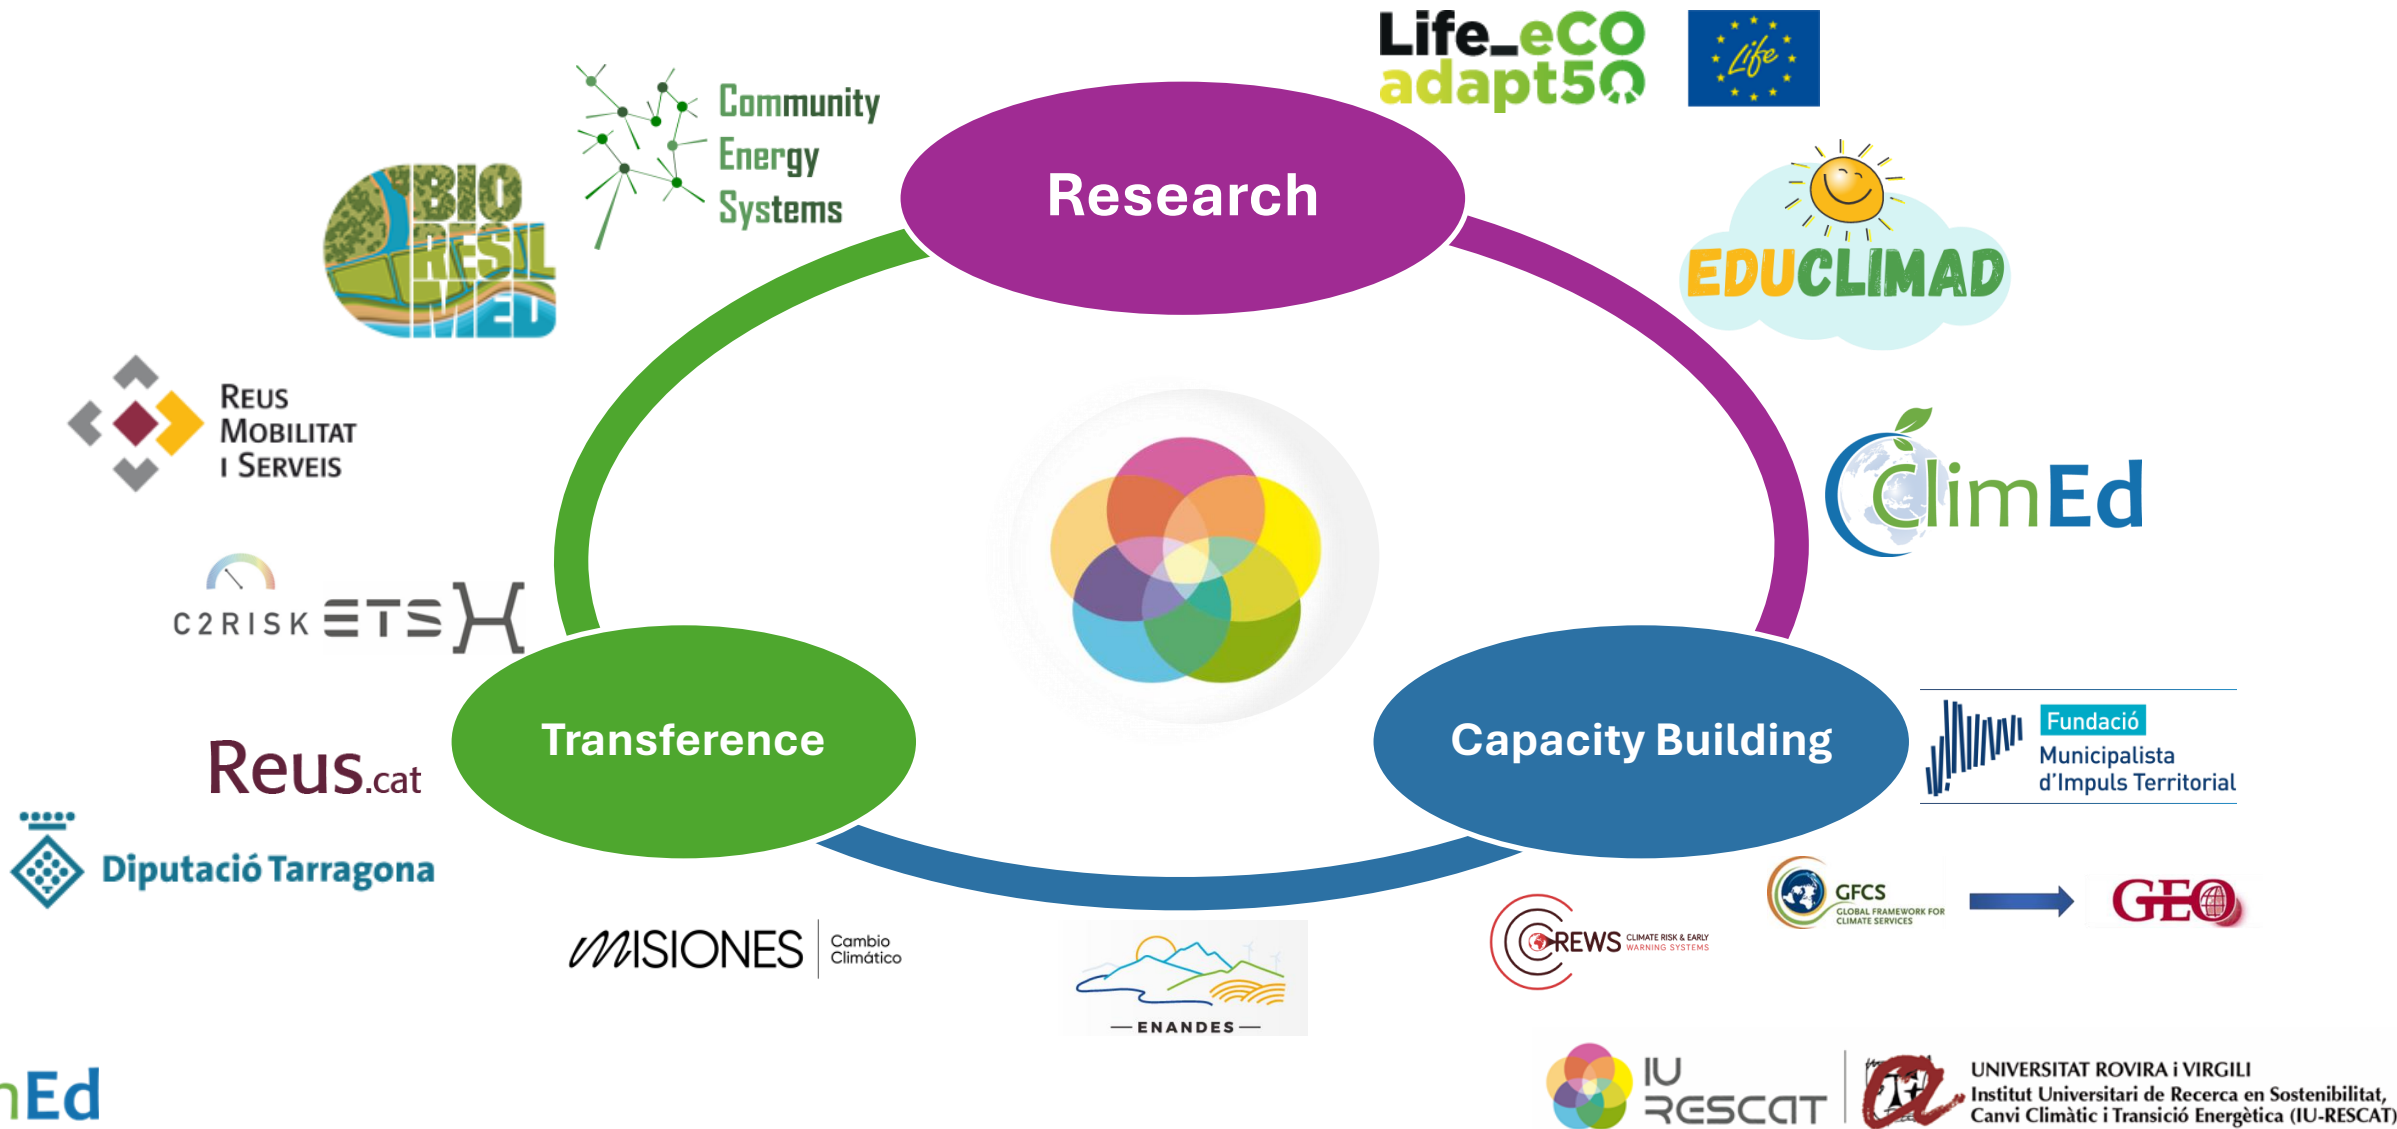 Life_eCO
adapt50
Life
Community
Energy
Systems
Research
BIO
RESIL
MED
EDUCLIMAD
REUS
MOBILITAT
I SERVEIS
ClimEd
C2RISK
ETSH
Transference
Capacity Building
Fundació
Municipalista
d'Impuls Territorial
Reus.cat
Diputació Tarragona
GFCS
GLOBAL FRAMEWORK FOR
CLIMATE SERVICES
GEO
MISIONES
Cambio
Climático
CREWS
CLIMATE RISK & EARLY
WARNING SYSTEMS
ENANDES
nEd
IU
RESCAT
UNIVERSITAT ROVIRA i VIRGILI
Institut Universitari de Recerca en Sostenibilitat,
Canvi Climàtic i Transició Energètica (IU-RESCAT)